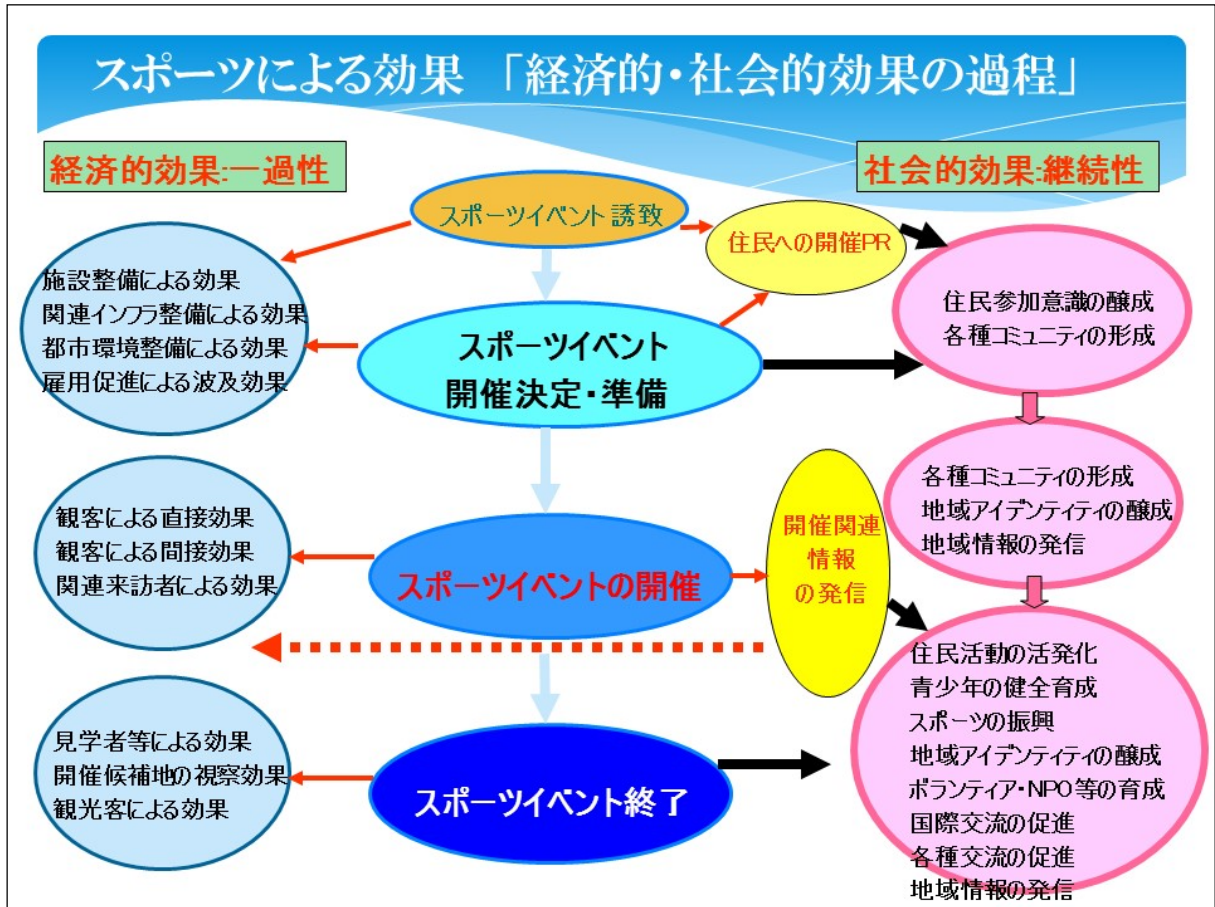 スポーツによる効果 「経済的・社会的効果の過程」
経済的効果:一過性
社会的効果:継続性
スポーツイベント誘致
住民への開催PR
施設整備による効果
関連インフラ整備による効果
都市環境整備による効果
雇用促進による波及効果
スポーツイベント
開催決定・準備
住民参加意識の醸成
各種コミュニティの形成
各種コミュニティの形成
地域アイデンティティの醸成
地域情報の発信
観客による直接効果
観客による間接効果
関連来訪者による効果
スポーツイベントの開催
開催関連
情報
の発信
見学者等による効果
開催候補地の視察効果
観光客による効果
スポーツイベント終了
住民活動の活発化
青少年の健全育成
スポーツの振興
地域アイデンティティの醸成
ボランティア・NPO等の育成
国際交流の促進
各種交流の促進
地域情報の発信